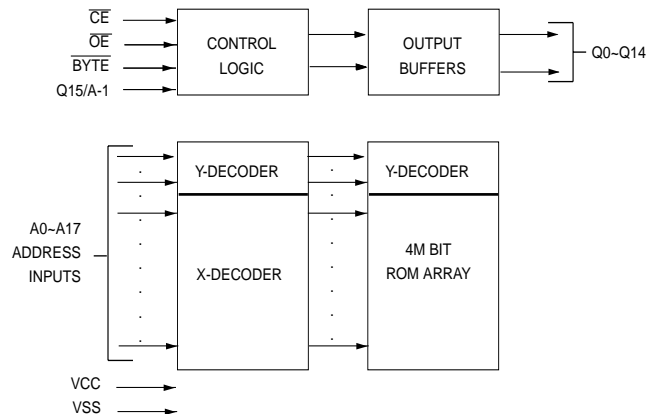 CE
OE
BYTE
Q15/A-1
CONTROL
LOGIC
OUTPUT
BUFFERS
Q0~Q14
Y-DECODER
Y-DECODER
A0~A17
ADDRESS
INPUTS
X-DECODER
4M BIT
ROM ARRAY
VCC
VSS